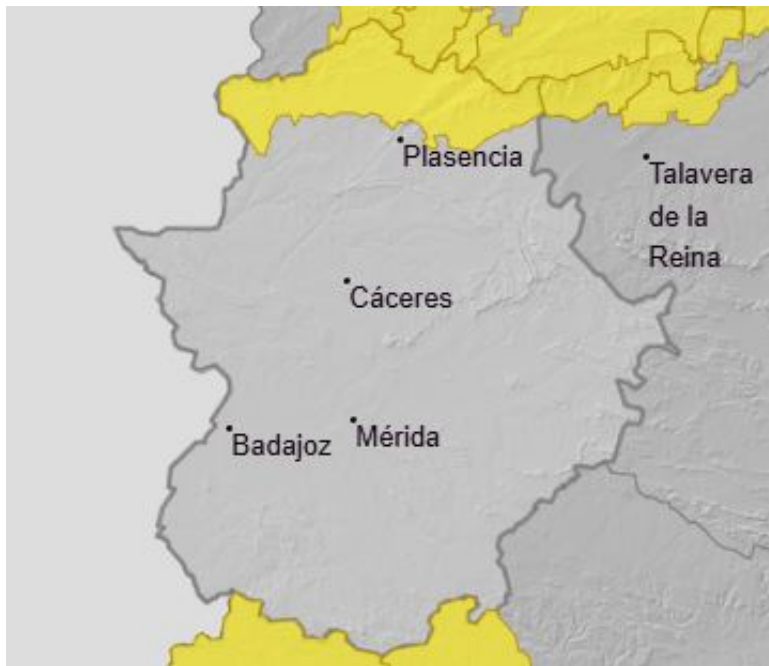 Plasencia
Talavera
de la
Reina
Cáceres
Badajoz
Mérida